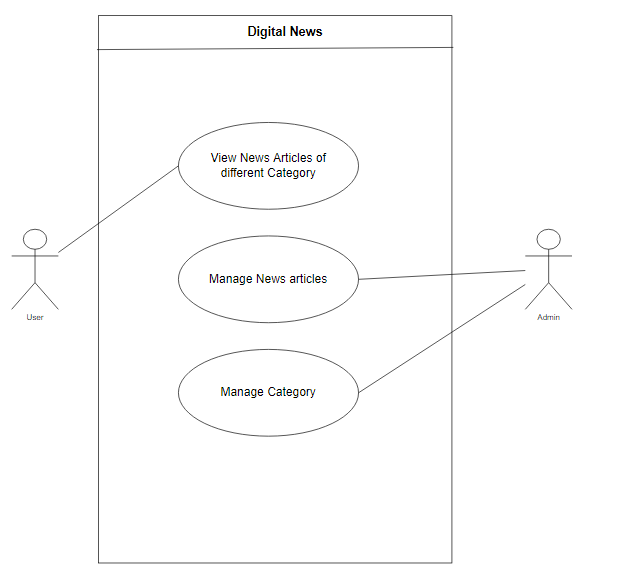 Digital News
View News Articles of
different Category
Manage News articles
User
Admin
Manage Category